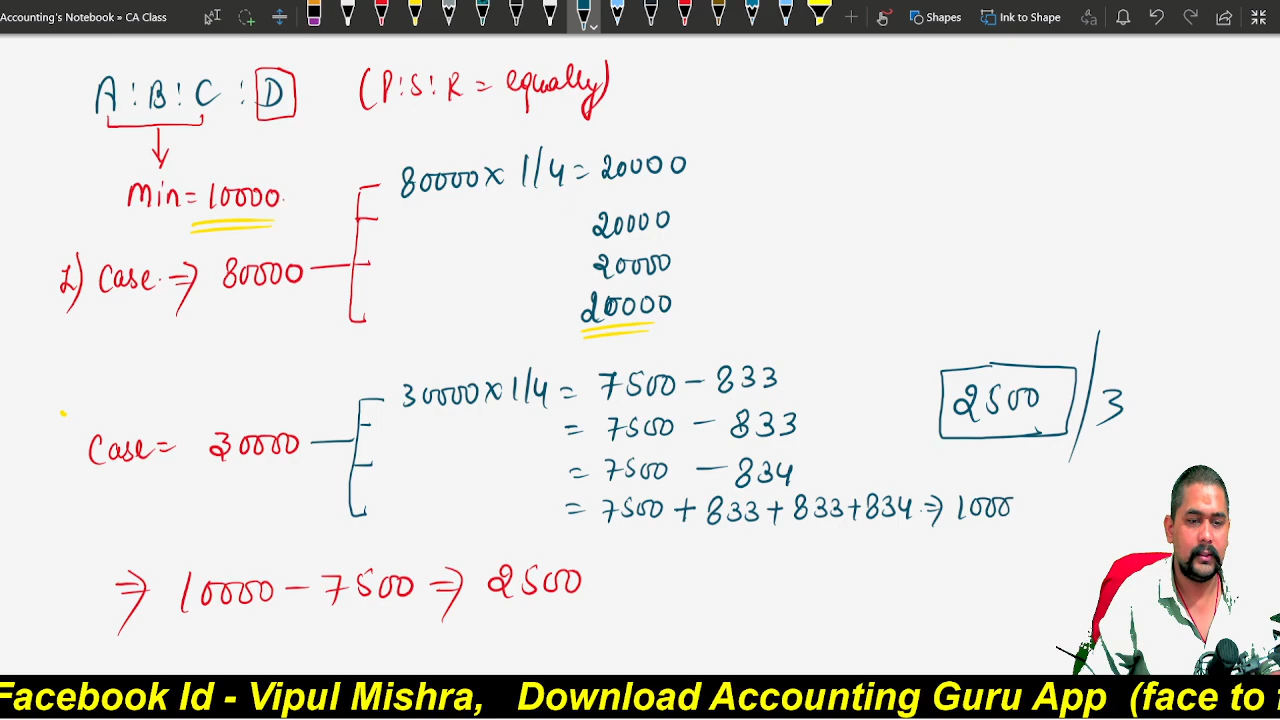 Accounting's Notebook » CA Class
Shapes
Ink to Shape
A : B : C : D (P:S:R = equally)
Min = 10000
80000 x 1/4 = 20000
20000
20000
20000
1) Case ⇒ 80000
30000 x 1/4 = 7500 - 833
= 7500 - 833
= 7500 - 834
= 7500 + 833 + 833 + 834 ⇒ 1000
Case = 30000
2500 / 3
⇒ 10000 - 7500 ⇒ 2500
Facebook Id - Vipul Mishra, Download Accounting Guru App (face to